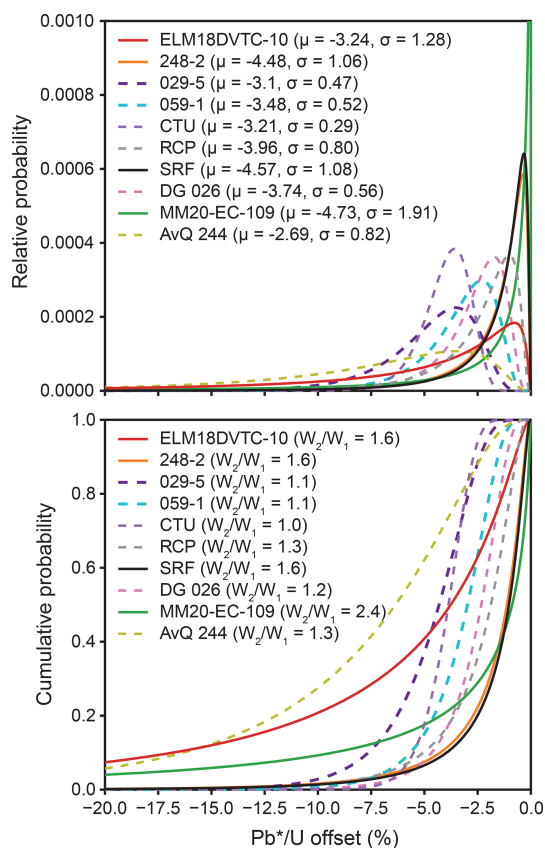 0.0010
0.0008
0.0006
0.0004
0.0002
0.0000
Relative probability
ELM18DVTC-10 (μ = -3.24, σ = 1.28)
248-2 (μ = -4.48, σ = 1.06)
029-5 (μ = -3.1, σ = 0.47)
059-1 (μ = -3.48, σ = 0.52)
CTU (μ = -3.21, σ = 0.29)
RCP (μ = -3.96, σ = 0.80)
SRF (μ = -4.57, σ = 1.08)
DG 026 (μ = -3.74, σ = 0.56)
MM20-EC-109 (μ = -4.73, σ = 1.91)
AvQ 244 (μ = -2.69, σ = 0.82)
1.0
0.8
0.6
0.4
0.2
0.0
Cumulative probability
ELM18DVTC-10 (W₂/W₁ = 1.6)
248-2 (W₂/W₁ = 1.6)
029-5 (W₂/W₁ = 1.1)
059-1 (W₂/W₁ = 1.1)
CTU (W₂/W₁ = 1.0)
RCP (W₂/W₁ = 1.3)
SRF (W₂/W₁ = 1.6)
DG 026 (W₂/W₁ = 1.2)
MM20-EC-109 (W₂/W₁ = 2.4)
AvQ 244 (W₂/W₁ = 1.3)
−20.0 −17.5 −15.0 −12.5 −10.0 −7.5 −5.0 −2.5 0.0
Pb*/U offset (%)